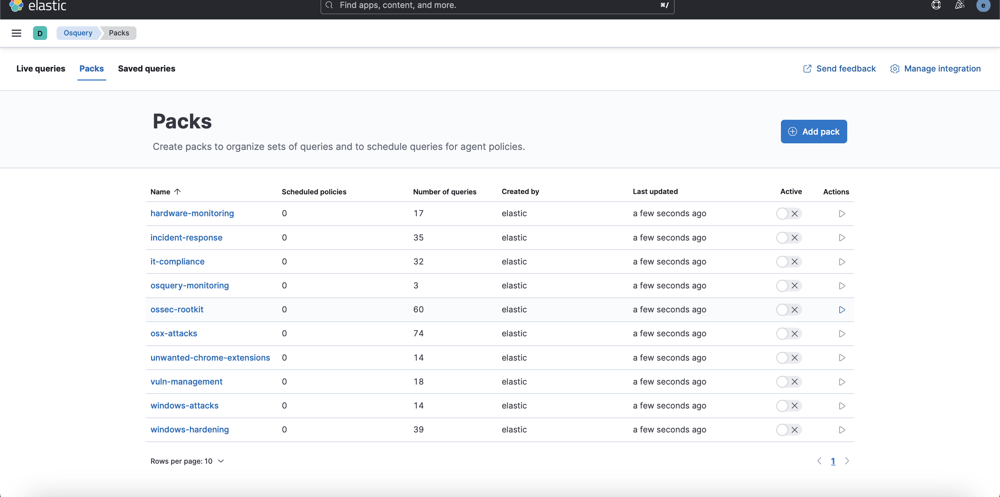 elastic Find apps, content, and more. ⌘/ e
D Osquery Packs
Live queries Packs Saved queries Send feedback Manage integration
Packs
Add pack
Create packs to organize sets of queries and to schedule queries for agent policies.
Name Scheduled policies Number of queries Created by Last updated Active Actions
hardware-monitoring 0 17 elastic a few seconds ago
incident-response 0 35 elastic a few seconds ago
it-compliance 0 32 elastic a few seconds ago
osquery-monitoring 0 3 elastic a few seconds ago
ossec-rootkit 0 60 elastic a few seconds ago
osx-attacks 0 74 elastic a few seconds ago
unwanted-chrome-extensions 0 14 elastic a few seconds ago
vuln-management 0 18 elastic a few seconds ago
windows-attacks 0 14 elastic a few seconds ago
windows-hardening 0 39 elastic a few seconds ago
Rows per page: 10 1